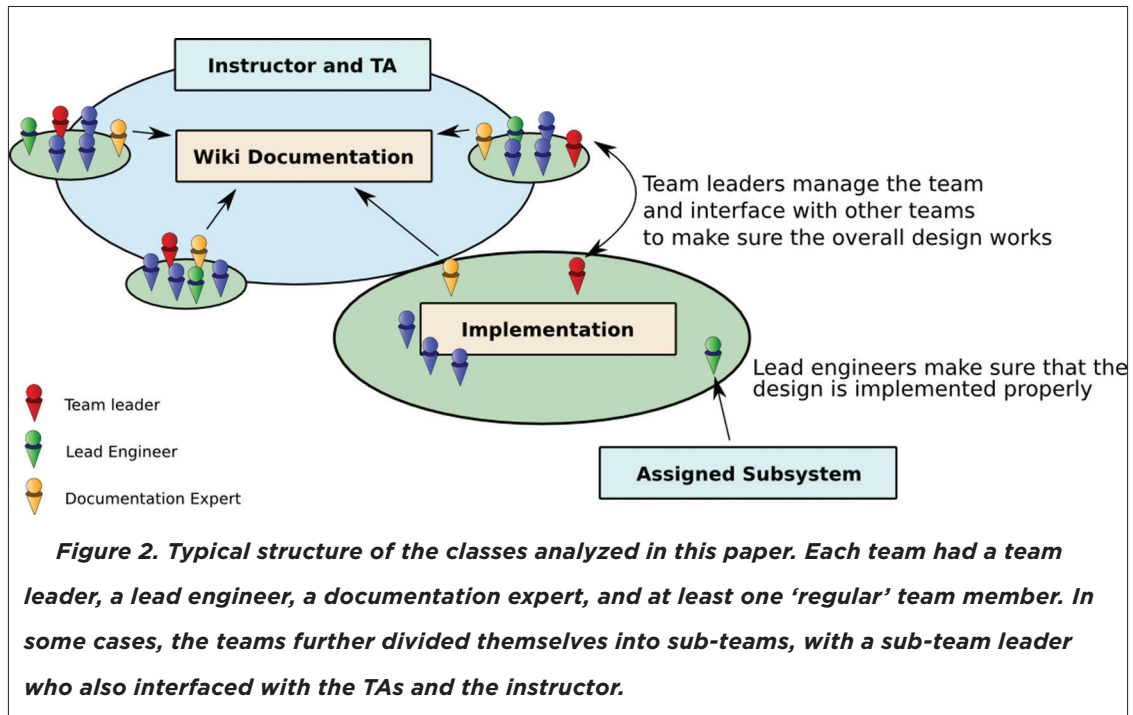 Instructor and TA
Wiki Documentation
Team leaders manage the team
and interface with other teams
to make sure the overall design works
Implementation
Lead engineers make sure that the
design is implemented properly
Team leader
Lead Engineer
Assigned Subsystem
Documentation Expert
Figure 2. Typical structure of the classes analyzed in this paper. Each team had a team
leader, a lead engineer, a documentation expert, and at least one ‘regular’ team member. In
some cases, the teams further divided themselves into sub-teams, with a sub-team leader
who also interfaced with the TAs and the instructor.